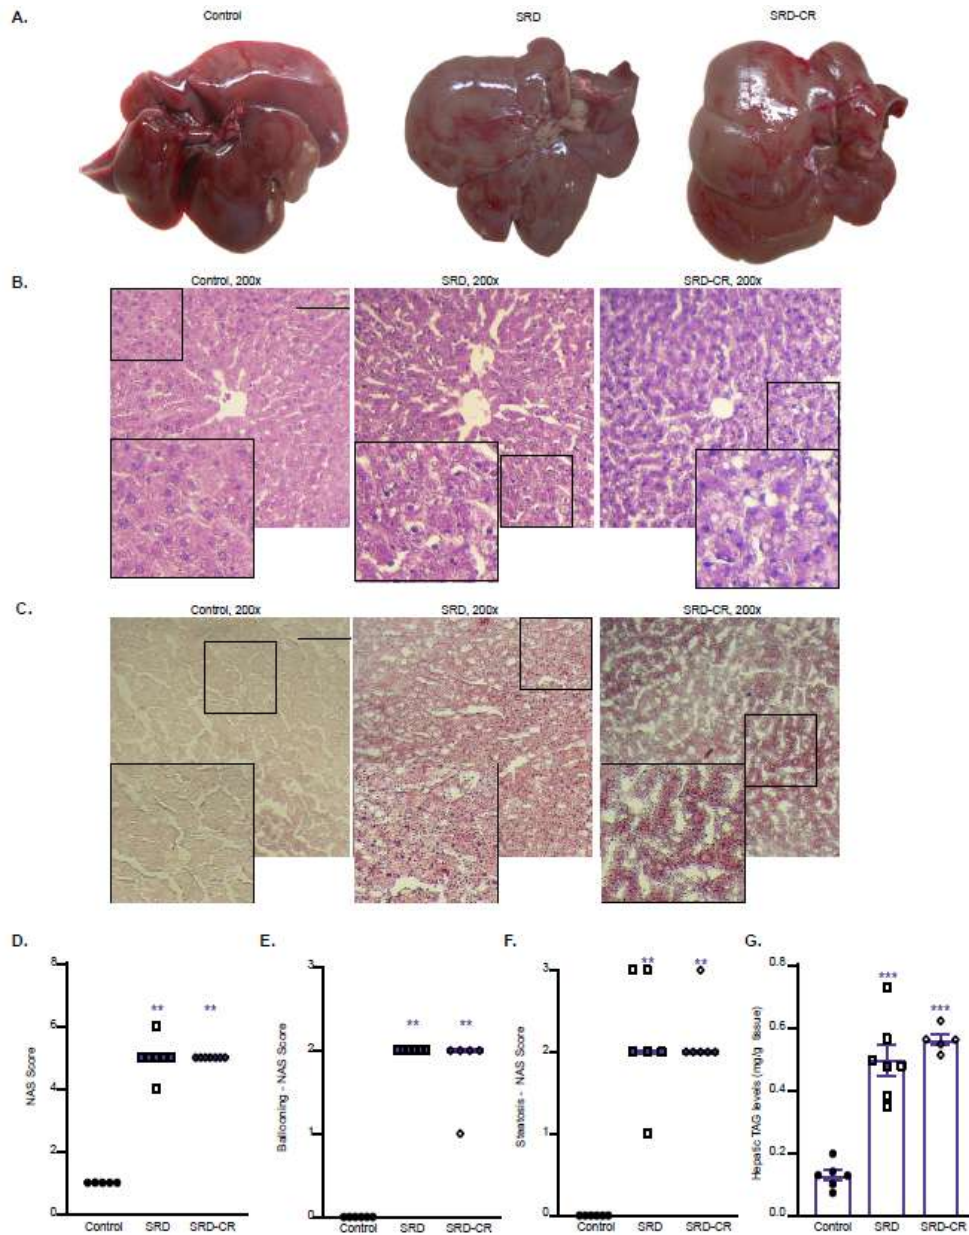 A.
Control SRD SRD-CR
B.
Control, 200x SRD, 200x SRD-CR, 200x
C.
Control, 200x SRD, 200x SRD-CR, 200x
D. E. F. G.
NAS Score
8
6
4
2
0
** **
Control SRD SRD-CR
Ballooning - NAS Score
3
2
1
0
** **
Control SRD SRD-CR
Steatosis - NAS Score
3
2
1
0
** **
Control SRD SRD-CR
Hepatic TAG levels (mg/g tissue)
0.8
0.6
0.4
0.2
0.0
*** ***
Control SRD SRD-CR